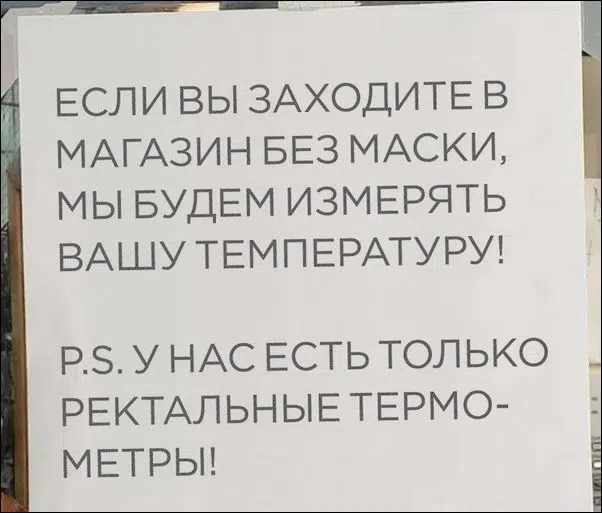 ЕСЛИ ВЫ ЗАХОДИТЕ В
МАГАЗИН БЕЗ МАСКИ,
МЫ БУДЕМ ИЗМЕРЯТЬ
ВАШУ ТЕМПЕРАТУРУ!
P.S. У НАС ЕСТЬ ТОЛЬКО
РЕКТАЛЬНЫЕ ТЕРМО-
МЕТРЫ!